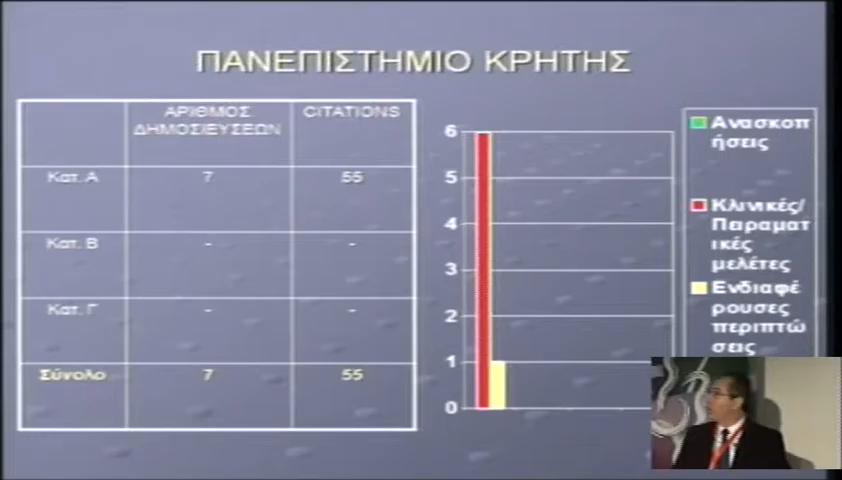 ΠΑΝΕΠΙΣΤΗΜΙΟ ΚΡΗΤΗΣ
ΑΡΙΘΜΟΣ ΔΗΜΟΣΙΕΥΣΕΩΝ CITATIONS
Κατ. Α 7 55
Κατ. Β - -
Κατ. Γ - -
Σύνολο 7 55
6
5
4
3
2
1
0
Ανασκοπ
ήσεις
Κλινικές/
Πειραματ
ικές
μελέτες
Ενδιαφέ
ρουσες
περιπτώ
σεις